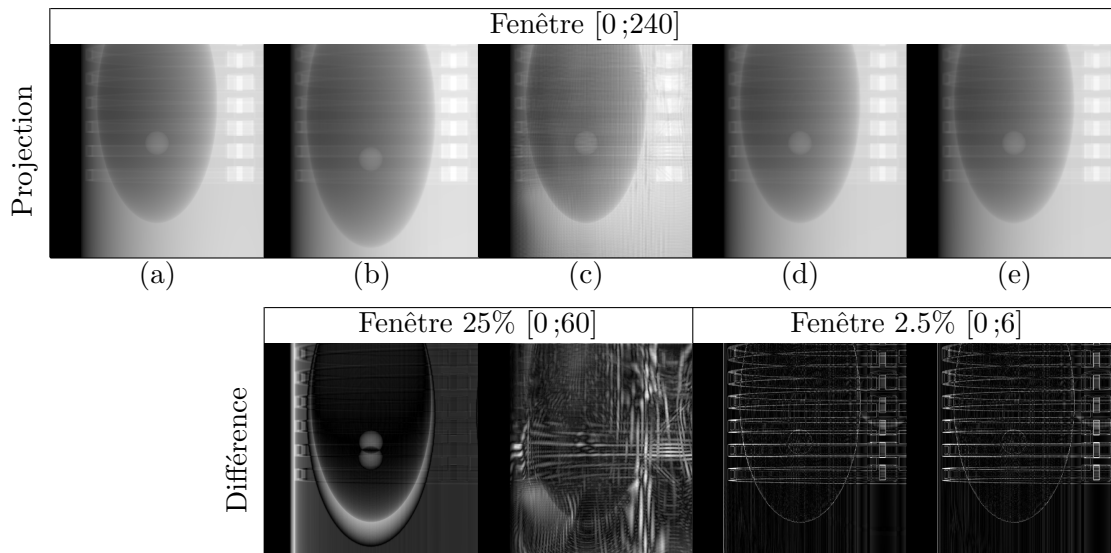 Fenêtre [0 ;240]
Projection
(a) (b) (c) (d) (e)
Fenêtre 25% [0 ;60] Fenêtre 2.5% [0 ;6]
Différence